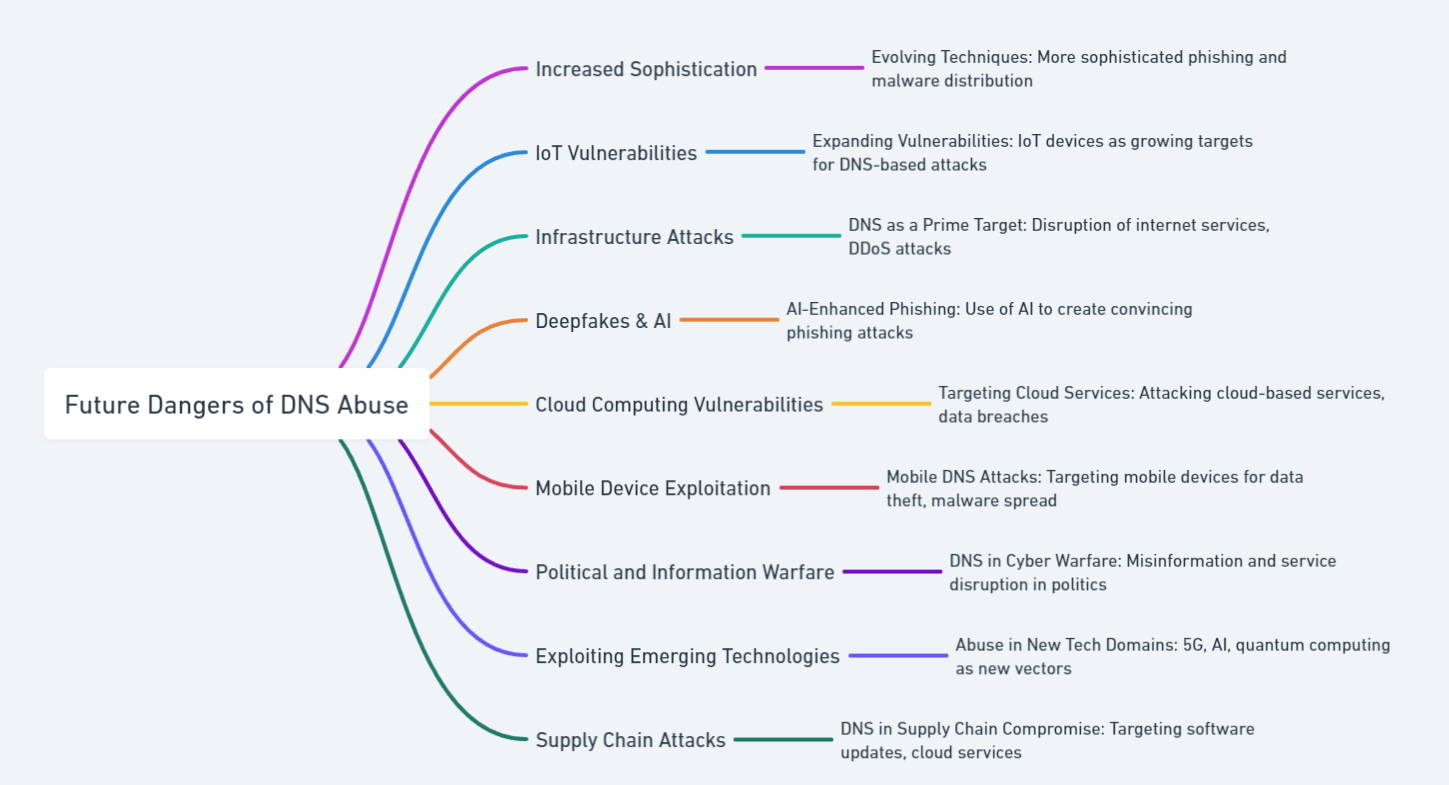 Future Dangers of DNS Abuse
Increased Sophistication
Evolving Techniques: More sophisticated phishing and
malware distribution
IoT Vulnerabilities
Expanding Vulnerabilities: IoT devices as growing targets
for DNS-based attacks
Infrastructure Attacks
DNS as a Prime Target: Disruption of internet services,
DDoS attacks
Deepfakes & AI
AI-Enhanced Phishing: Use of AI to create convincing
phishing attacks
Cloud Computing Vulnerabilities
Targeting Cloud Services: Attacking cloud-based services,
data breaches
Mobile Device Exploitation
Mobile DNS Attacks: Targeting mobile devices for data
theft, malware spread
Political and Information Warfare
DNS in Cyber Warfare: Misinformation and service
disruption in politics
Exploiting Emerging Technologies
Abuse in New Tech Domains: 5G, AI, quantum computing
as new vectors
Supply Chain Attacks
DNS in Supply Chain Compromise: Targeting software
updates, cloud services